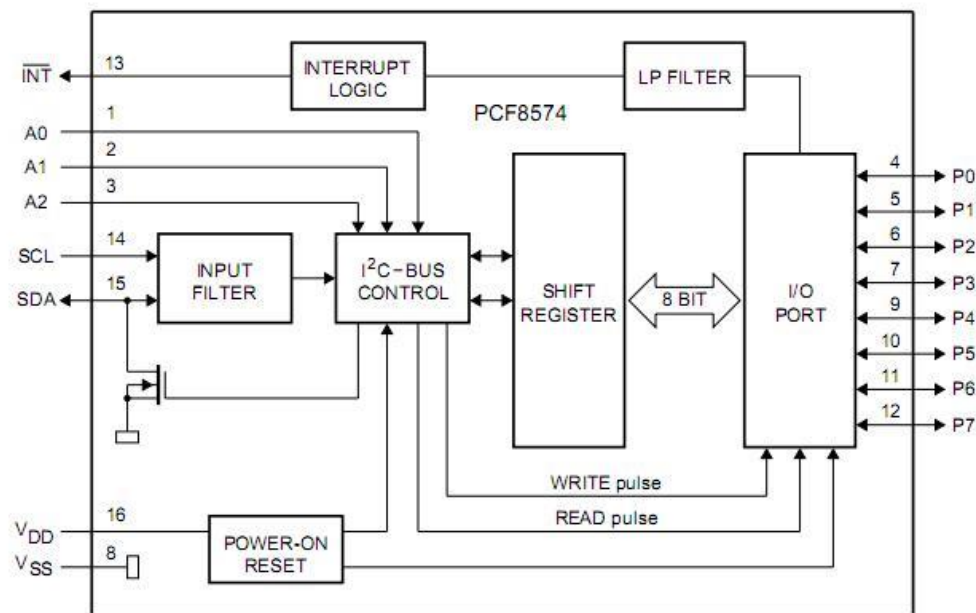 INT
13
INTERRUPT
LOGIC
LP FILTER
PCF8574
A0
1
A1
2
A2
3
SCL
14
SDA
15
INPUT
FILTER
I²C-BUS
CONTROL
SHIFT
REGISTER
8 BIT
I/O
PORT
4
P0
5
P1
6
P2
7
P3
9
P4
10
P5
11
P6
12
P7
WRITE pulse
READ pulse
VDD
16
VSS
8
POWER-ON
RESET